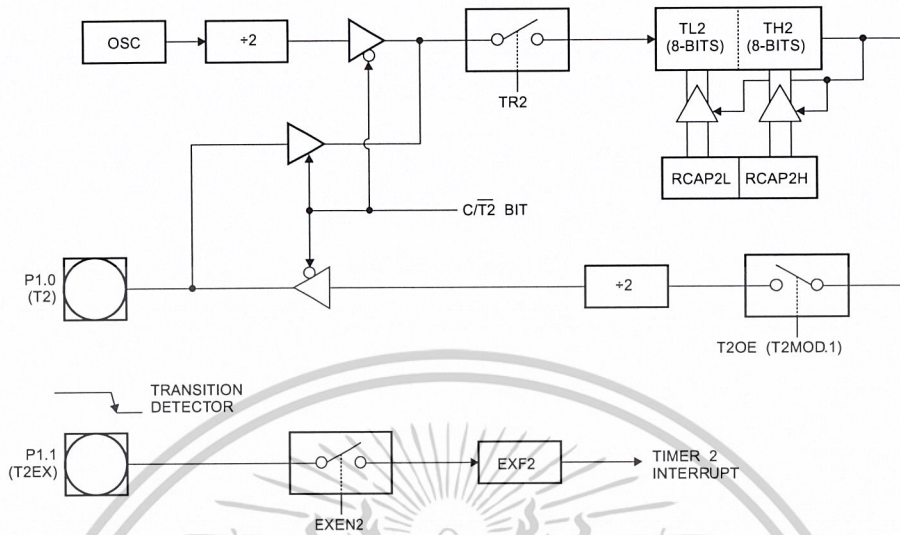 OSC
÷2
TR2
TL2
(8-BITS)
TH2
(8-BITS)
RCAP2L
RCAP2H
C/T2 BIT
P1.0
(T2)
÷2
T2OE (T2MOD.1)
TRANSITION
DETECTOR
P1.1
(T2EX)
EXEN2
EXF2
TIMER 2
INTERRUPT